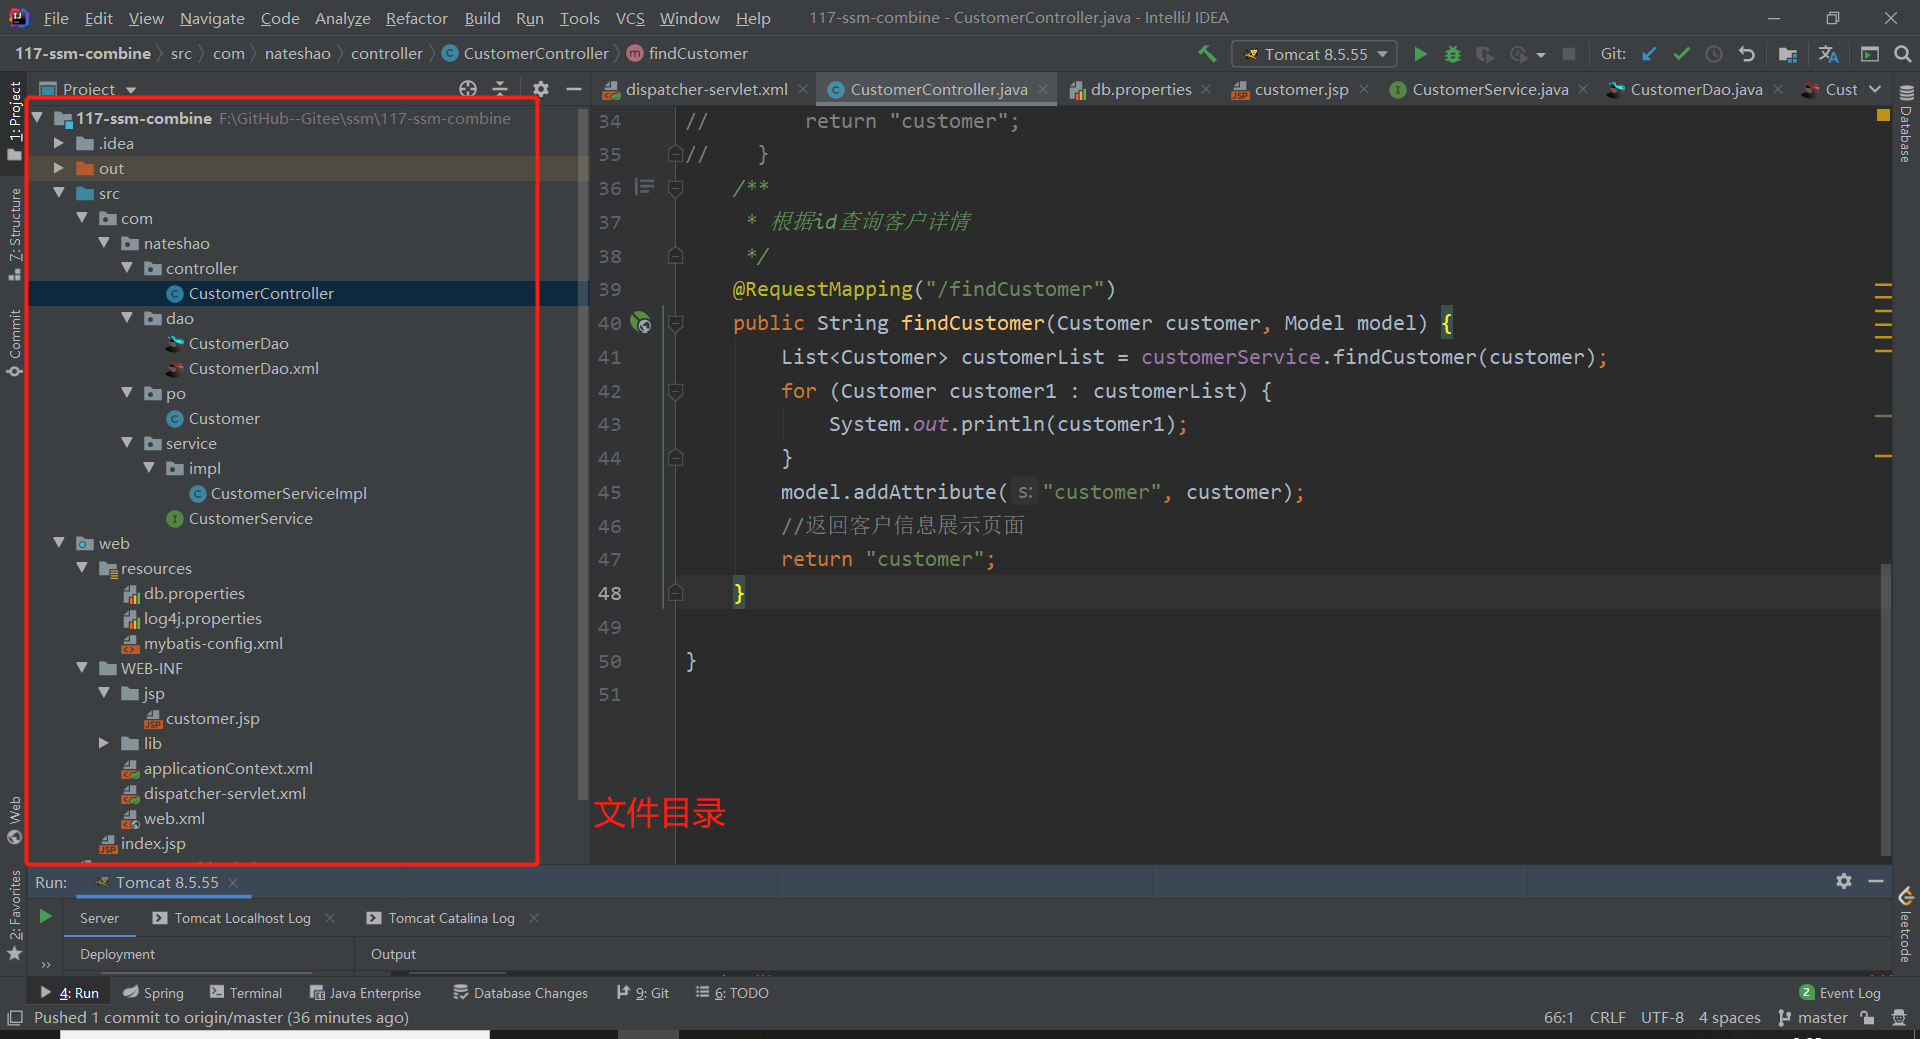 File Edit View Navigate Code Analyze Refactor Build Run Tools VCS Window Help 117-ssm-combine - CustomerController.java - IntelliJ IDEA
117-ssm-combine src com nateshao controller CustomerController findCustomer Tomcat 8.5.55 Git:
Project
dispatcher-servlet.xml CustomerController.java db.properties customer.jsp CustomerService.java CustomerDao.java Cust
1: Project
7: Structure
Commit
Web
2: Favorites
117-ssm-combine F:\GitHub--Gitee\ssm\117-ssm-combine
.idea
out
src
com
nateshao
controller
CustomerController
dao
CustomerDao
CustomerDao.xml
po
Customer
service
impl
CustomerServiceImpl
CustomerService
web
resources
db.properties
log4j.properties
mybatis-config.xml
WEB-INF
jsp
customer.jsp
lib
applicationContext.xml
dispatcher-servlet.xml
web.xml
index.jsp
文件目录
34 // return "customer";
35 // }
36 /**
37 * 根据id查询客户详情
38 */
39 @RequestMapping("/findCustomer")
40 public String findCustomer(Customer customer, Model model) {
41 List<Customer> customerList = customerService.findCustomer(customer);
42 for (Customer customer1 : customerList) {
43 System.out.println(customer1);
44 }
45 model.addAttribute( s: "customer", customer);
46 //返回客户信息展示页面
47 return "customer";
48 }
49
50 }
51
Database
leetcode
Run: Tomcat 8.5.55
Server Tomcat Localhost Log Tomcat Catalina Log
Deployment Output
4: Run Spring Terminal Java Enterprise Database Changes 9: Git 6: TODO 2 Event Log
Pushed 1 commit to origin/master (36 minutes ago) 66:1 CRLF UTF-8 4 spaces master